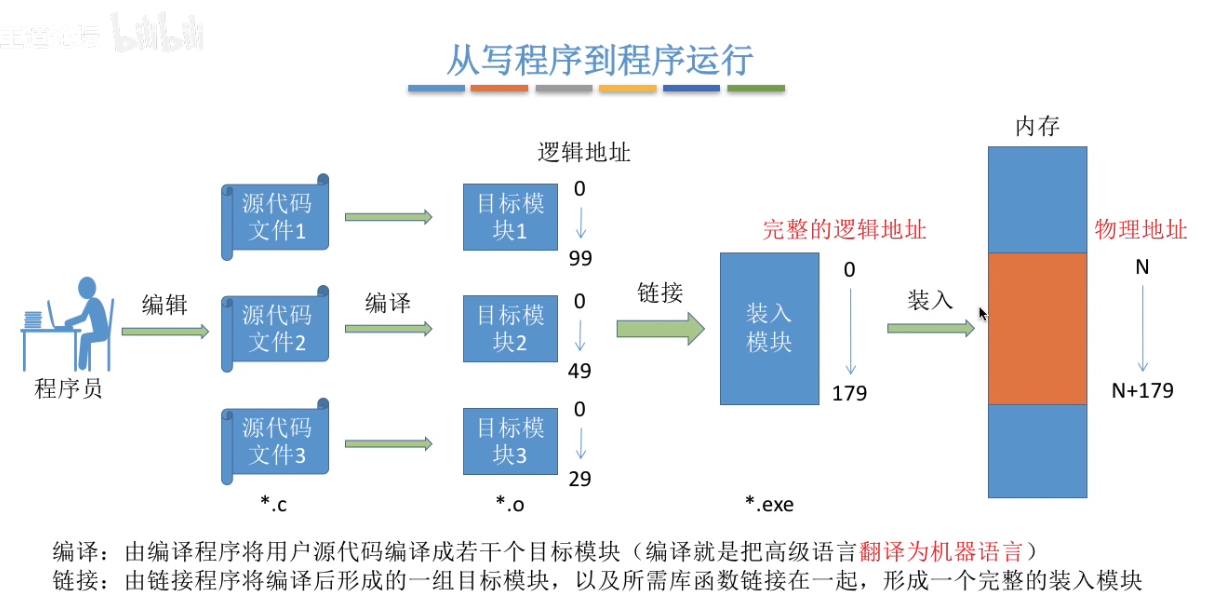 王道论坛 bilibili
从写程序到程序运行
内存
逻辑地址
源代码
文件1
目标模
块1
0
99
完整的逻辑地址
物理地址
程序员
编辑
源代码
文件2
编译
目标模
块2
0
49
链接
装入
模块
0
179
装入
N
N+179
源代码
文件3
目标模
块3
0
29
*.c
*.o
*.exe
编译：由编译程序将用户源代码编译成若干个目标模块（编译就是把高级语言翻译为机器语言）
链接：由链接程序将编译后形成的一组目标模块，以及所需库函数链接在一起，形成一个完整的装入模块